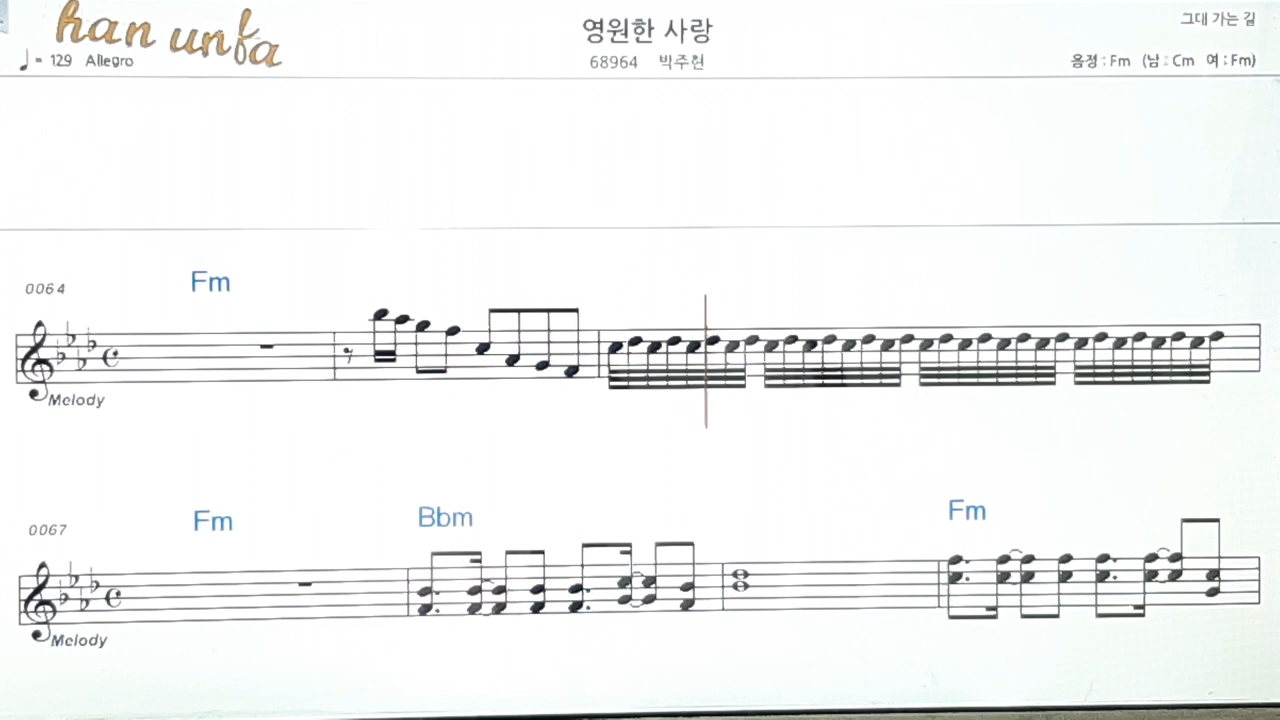 han unfa
영원한 사랑
그대 가는 길
♩= 129 Allegro
68964 박주현
음정 : Fm (남 : Cm 여 : Fm)
0064
Fm
Melody
0067
Fm
Bbm
Fm
Melody